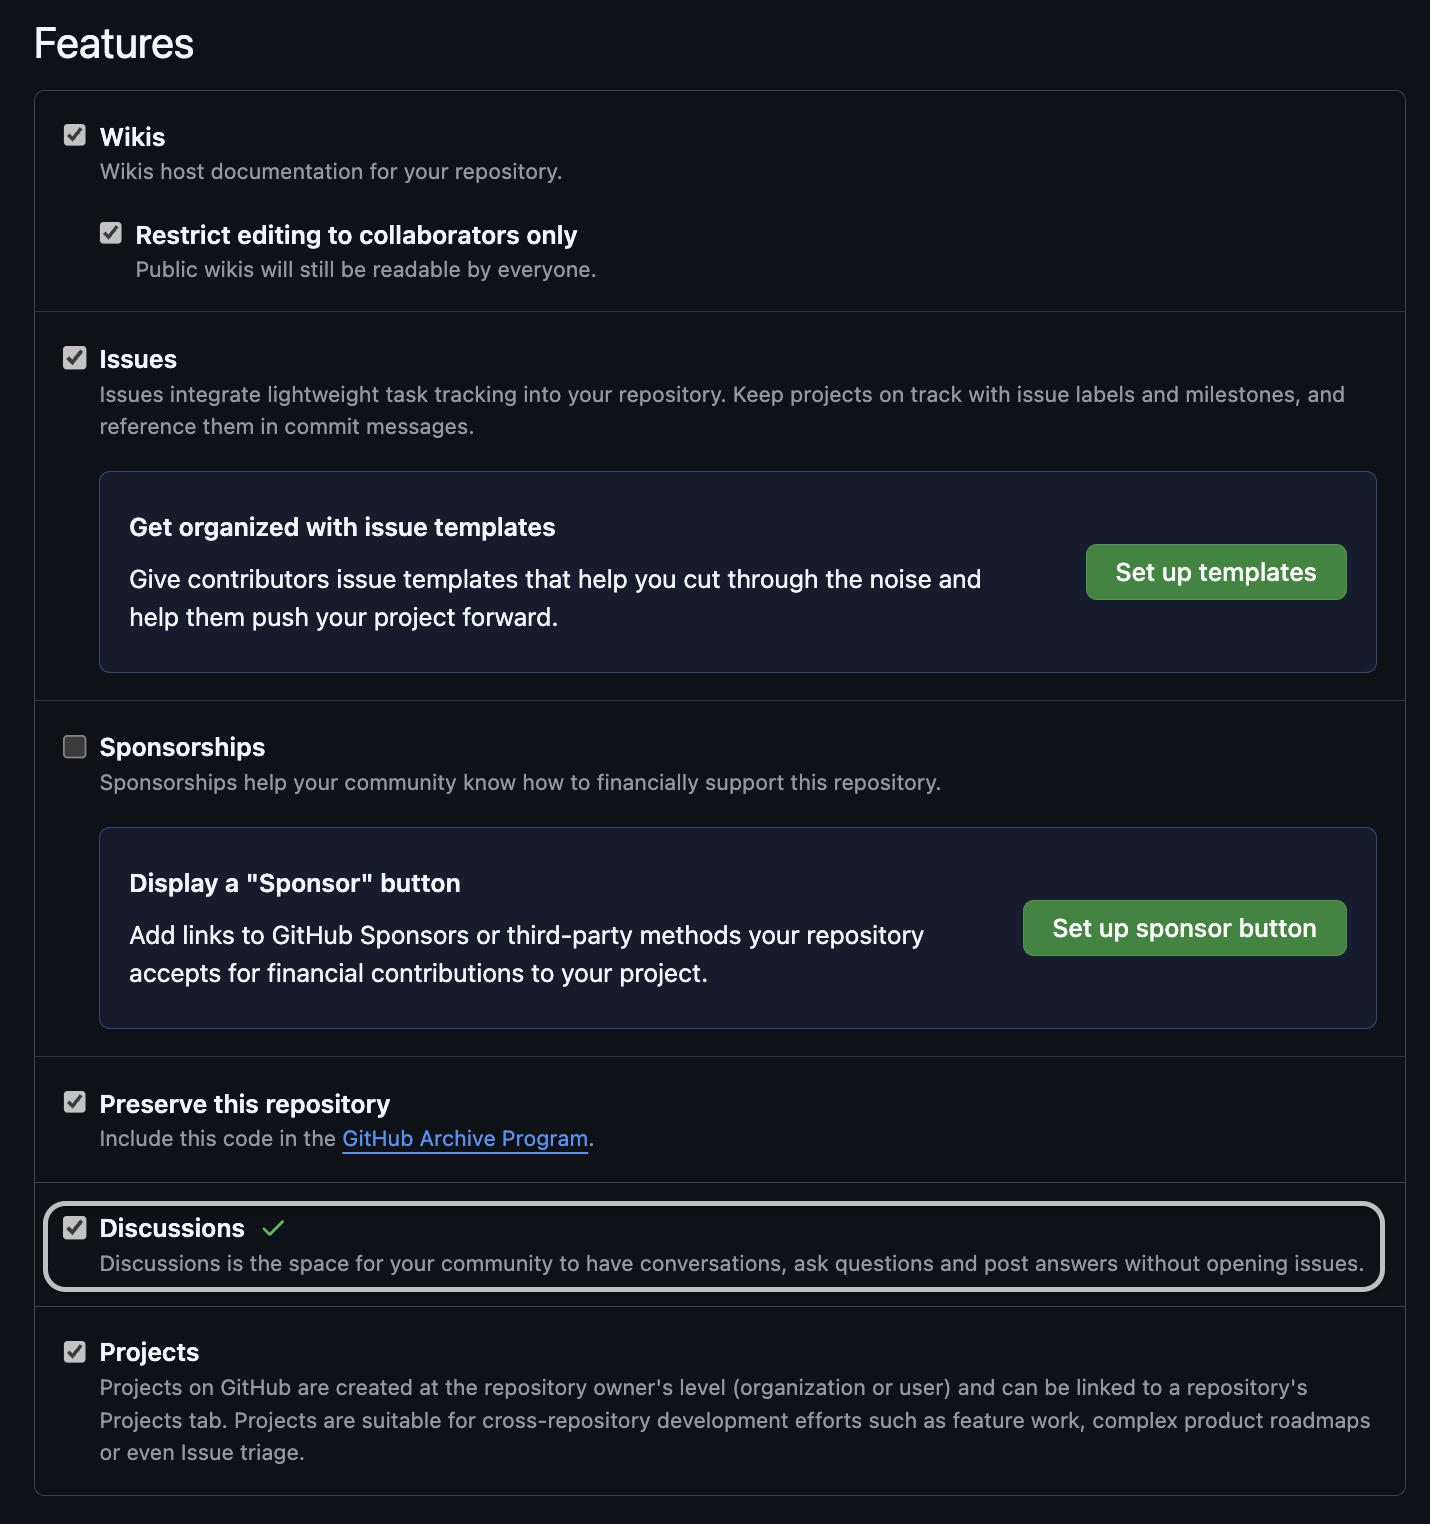 Features
Wikis
Wikis host documentation for your repository.
Restrict editing to collaborators only
Public wikis will still be readable by everyone.
Issues
Issues integrate lightweight task tracking into your repository. Keep projects on track with issue labels and milestones, and
reference them in commit messages.
Get organized with issue templates
Give contributors issue templates that help you cut through the noise and
help them push your project forward.
Set up templates
Sponsorships
Sponsorships help your community know how to financially support this repository.
Display a "Sponsor" button
Add links to GitHub Sponsors or third-party methods your repository
accepts for financial contributions to your project.
Set up sponsor button
Preserve this repository
Include this code in the GitHub Archive Program.
Discussions
Discussions is the space for your community to have conversations, ask questions and post answers without opening issues.
Projects
Projects on GitHub are created at the repository owner's level (organization or user) and can be linked to a repository's
Projects tab. Projects are suitable for cross-repository development efforts such as feature work, complex product roadmaps
or even Issue triage.